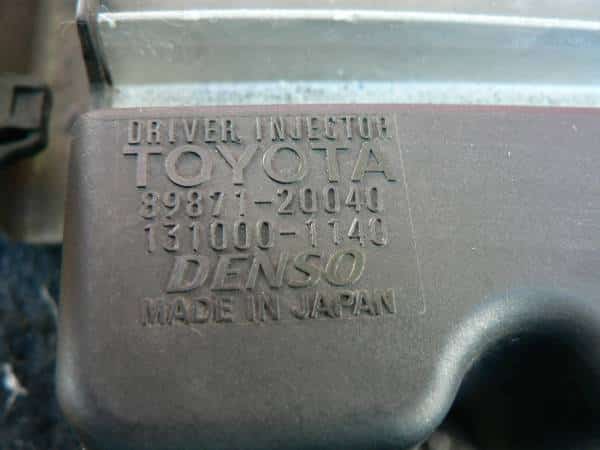 DRIVER, INJECTOR
TOYOTA
89871-20040
131000-1140
DENSO
MADE IN JAPAN